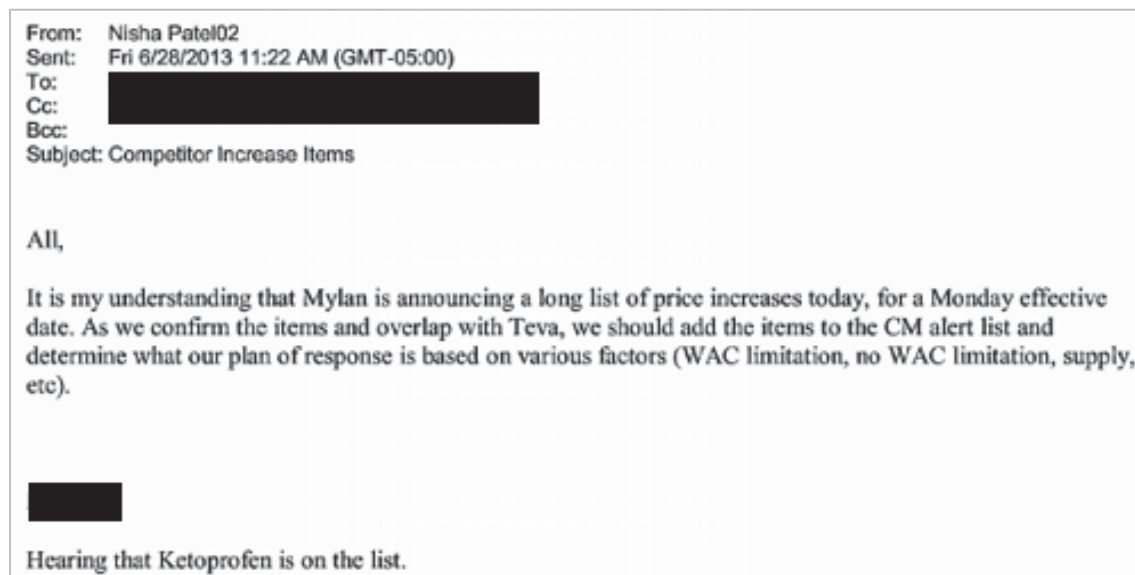 From: Nisha Patel02
Sent: Fri 6/28/2013 11:22 AM (GMT-05:00)
To:
Cc:
Bcc:
Subject: Competitor Increase Items
All,
It is my understanding that Mylan is announcing a long list of price increases today, for a Monday effective
date. As we confirm the items and overlap with Teva, we should add the items to the CM alert list and
determine what our plan of response is based on various factors (WAC limitation, no WAC limitation, supply,
etc).
Hearing that Ketoprofen is on the list.